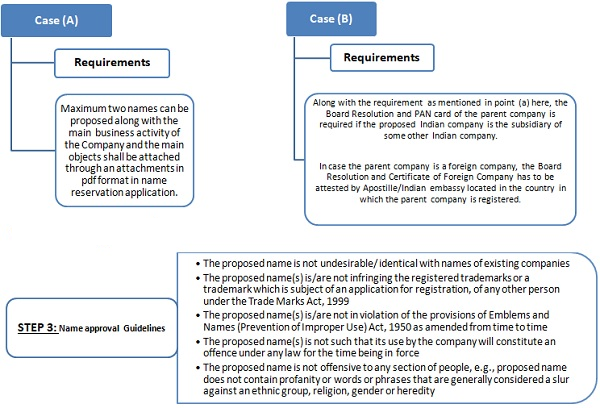 Case (A)
Requirements
Maximum two names can be
proposed along with the
main business activity of
the Company and the main
objects shall be attached
through an attachments in
pdf format in name
reservation application.
Case (B)
Requirements
Along with the requirement as mentioned in point (a) here, the
Board Resolution and PAN card of the parent company is
required if the proposed Indian company is the subsidiary of
some other Indian company.
In case the parent company is a foreign company, the Board
Resolution and Certificate of Foreign Company has to be
attested by Apostille/Indian embassy located in the country in
which the parent company is registered.
STEP 3: Name approval Guidelines
• The proposed name is not undesirable/ identical with names of existing companies
• The proposed name(s) is/are not infringing the registered trademarks or a
trademark which is subject of an application for registration, of any other person
under the Trade Marks Act, 1999
• The proposed name(s) is/are not in violation of the provisions of Emblems and
Names (Prevention of Improper Use) Act, 1950 as amended from time to time
• The proposed name(s) is not such that its use by the company will constitute an
offence under any law for the time being in force
• The proposed name is not offensive to any section of people, e.g., proposed name
does not contain profanity or words or phrases that are generally considered a slur
against an ethnic group, religion, gender or heredity